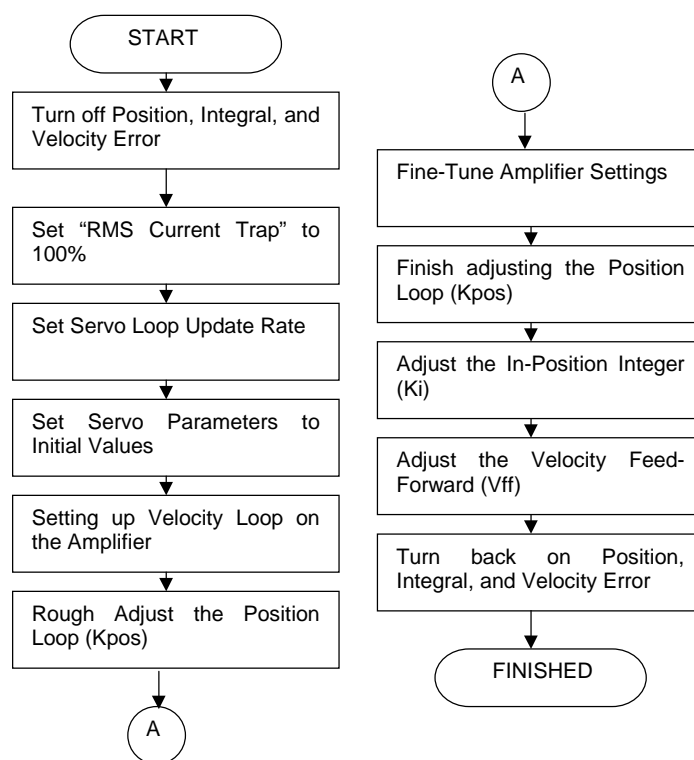 START
Turn off Position, Integral, and
Velocity Error
Set “RMS Current Trap” to
100%
Set Servo Loop Update Rate
Set Servo Parameters to
Initial Values
Setting up Velocity Loop on
the Amplifier
Rough Adjust the Position
Loop (Kpos)
A
A
Fine-Tune Amplifier Settings
Finish adjusting the Position
Loop (Kpos)
Adjust the In-Position Integer
(Ki)
Adjust the Velocity Feed-
Forward (Vff)
Turn back on Position,
Integral, and Velocity Error
FINISHED